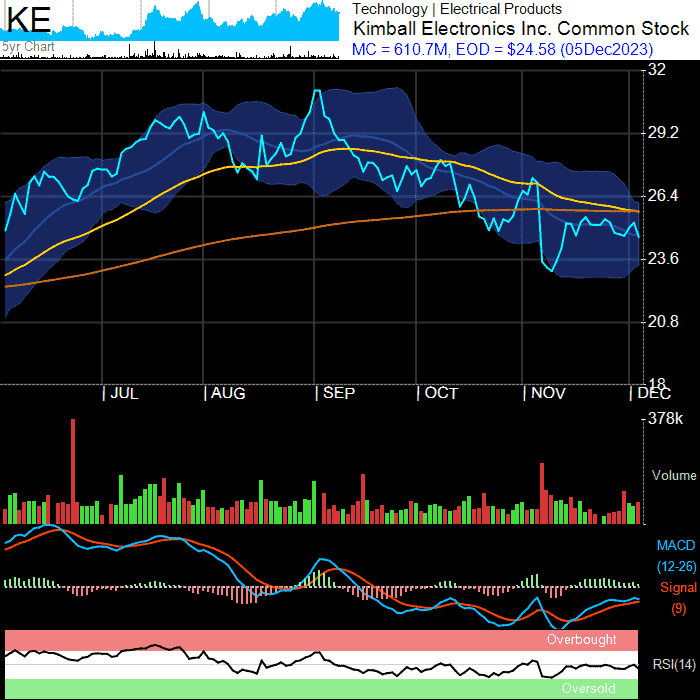 KE
5yr Chart
Technology | Electrical Products
Kimball Electronics Inc. Common Stock
MC = 610.7M, EOD = $24.58 (05Dec2023)
32
29.2
26.4
23.6
20.8
18
JUL
AUG
SEP
OCT
NOV
DEC
378k
Volume
MACD
(12-26)
Signal
(9)
Overbought
RSI(14)
Oversold